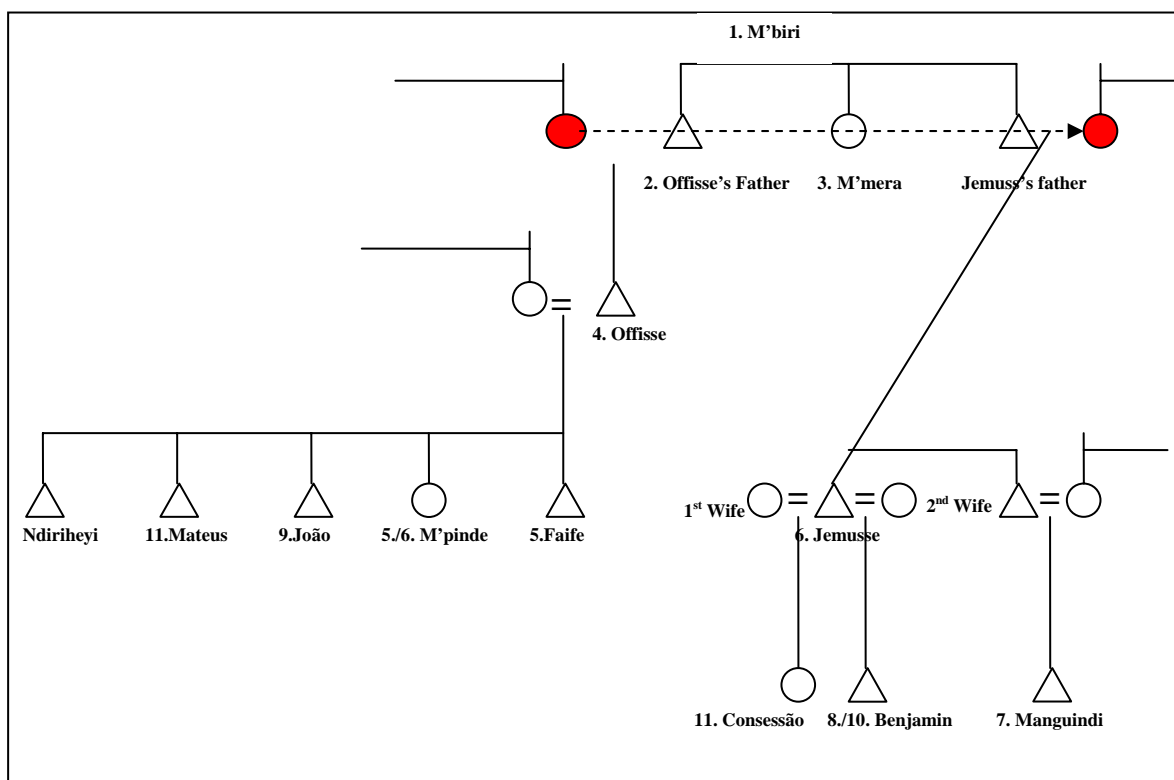 1. M’biri
2. Offisse’s Father 3. M’mera Jemuss’s father
4. Offisse
1st Wife = = 2nd Wife =
Ndiriheyi 11.Mateus 9.João 5./6. M’pinde 5.Faife 6. Jemusse
11. Consessão 8./10. Benjamin 7. Manguindi